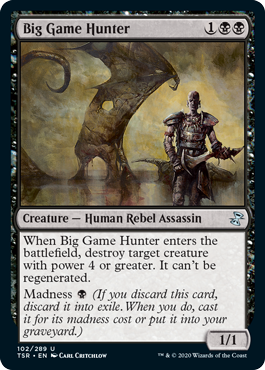 Big Game Hunter 1
Creature — Human Rebel Assassin
When Big Game Hunter enters the
battlefield, destroy target creature
with power 4 or greater. It can't be
regenerated.
Madness (If you discard this card,
discard it into exile. When you do, cast
it for its madness cost or put it into your
graveyard.)
1/1
102/289 U
TSR • EN CARL CRITCHLOW
™ & © 2020 Wizards of the Coast